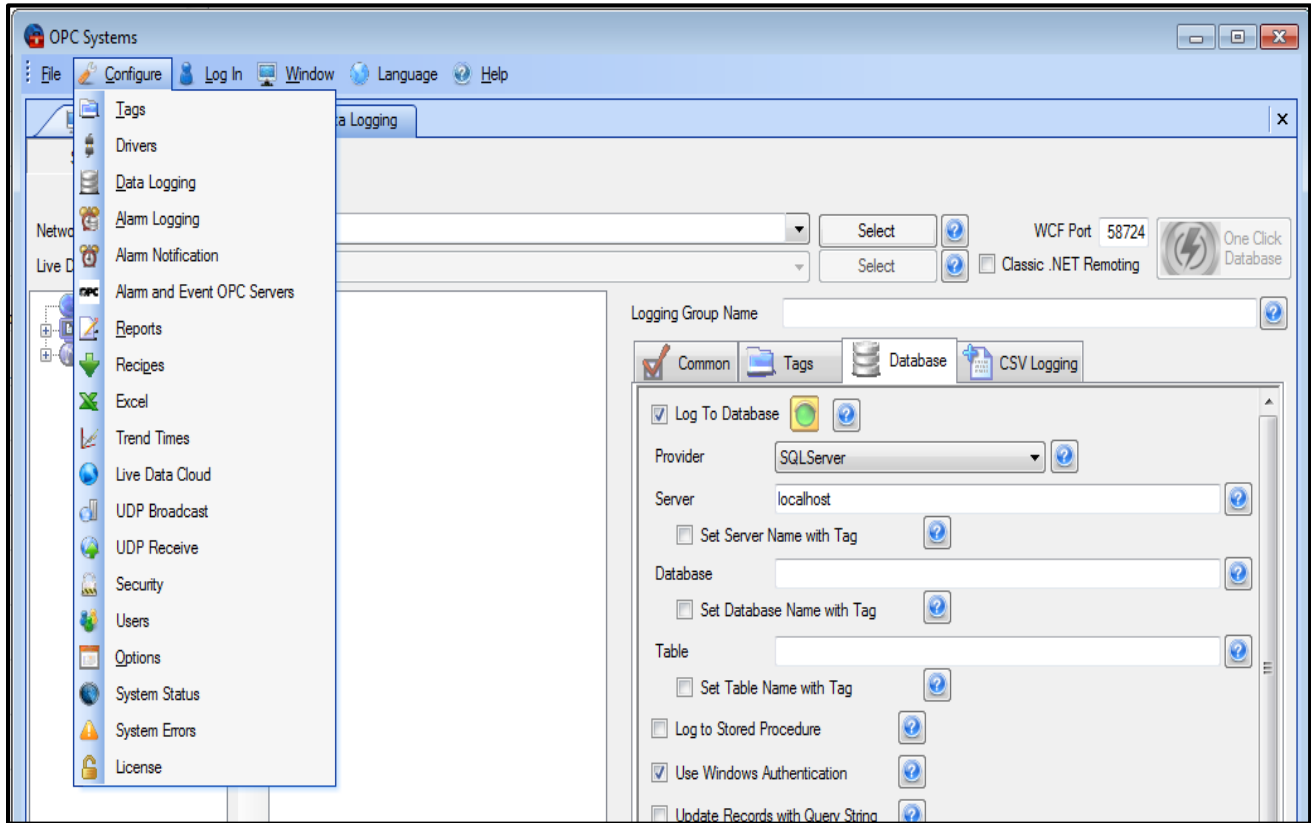 OPC Systems
File Configure Log In Window Language Help
Tags
Drivers
Data Logging
Alarm Logging
Alarm Notification
OPC Alarm and Event OPC Servers
Reports
Recipes
Excel
Trend Times
Live Data Cloud
UDP Broadcast
UDP Receive
Security
Users
Options
System Status
System Errors
License
Logging
Select WCF Port 58724 One Click
Select Classic .NET Remoting Database
Logging Group Name
Common Tags Database CSV Logging
Log To Database
Provider SQLServer
Server localhost
Set Server Name with Tag
Database
Set Database Name with Tag
Table
Set Table Name with Tag
Log to Stored Procedure
Use Windows Authentication
Update Records with Query String